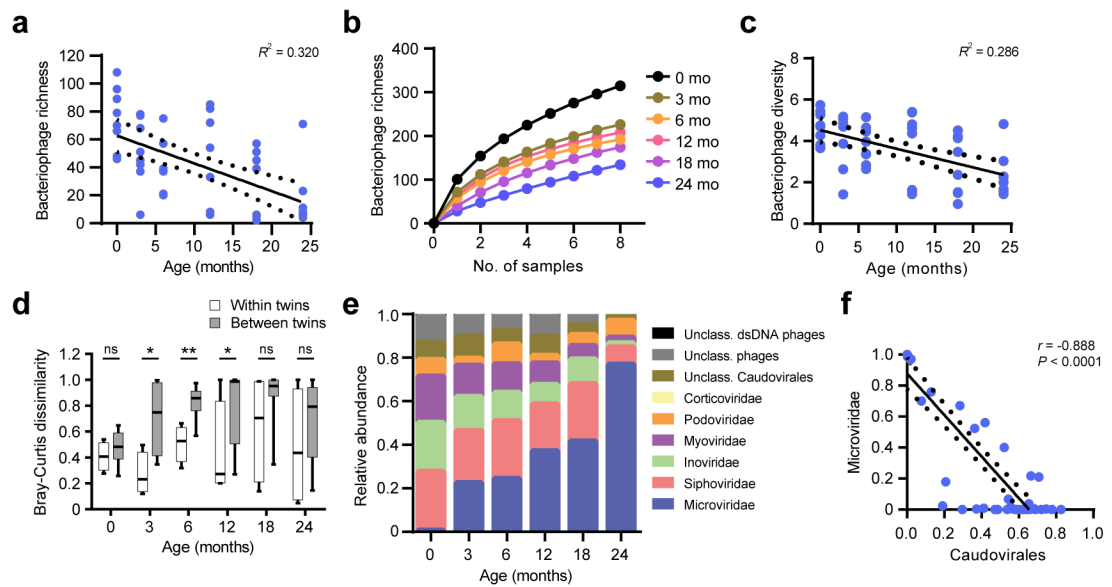 a
R² = 0.320
Bacteriophage richness
120
100
80
60
40
20
0
0 5 10 15 20 25
Age (months)
b
Bacteriophage richness
400
300
200
100
0
0 2 4 6 8
No. of samples
0 mo
3 mo
6 mo
12 mo
18 mo
24 mo
c
R² = 0.286
Bacteriophage diversity
8
6
4
2
0
0 5 10 15 20 25
Age (months)
d
Within twins
Between twins
Bray-Curtis dissimilarity
1.2
1.0
0.8
0.6
0.4
0.2
0
ns * ** * ns ns
0 3 6 12 18 24
Age (months)
e
Relative abundance
1.0
0.8
0.6
0.4
0.2
0
0 3 6 12 18 24
Age (months)
Unclass. dsDNA phages
Unclass. phages
Unclass. Caudovirales
Corticoviridae
Podoviridae
Myoviridae
Inoviridae
Siphoviridae
Microviridae
f
r = -0.888
P < 0.0001
Microviridae
1.0
0.8
0.6
0.4
0.2
0.0
0.0 0.2 0.4 0.6 0.8 1.0
Caudovirales